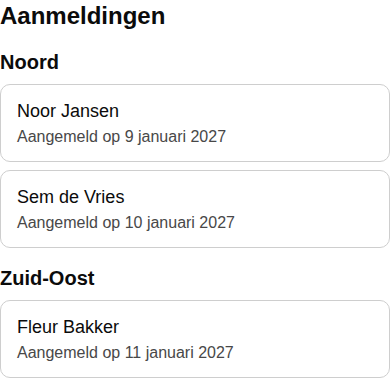 Aanmeldingen
Noord
Noor Jansen
Aangemeld op 9 januari 2027
Sem de Vries
Aangemeld op 10 januari 2027
Zuid-Oost
Fleur Bakker
Aangemeld op 11 januari 2027